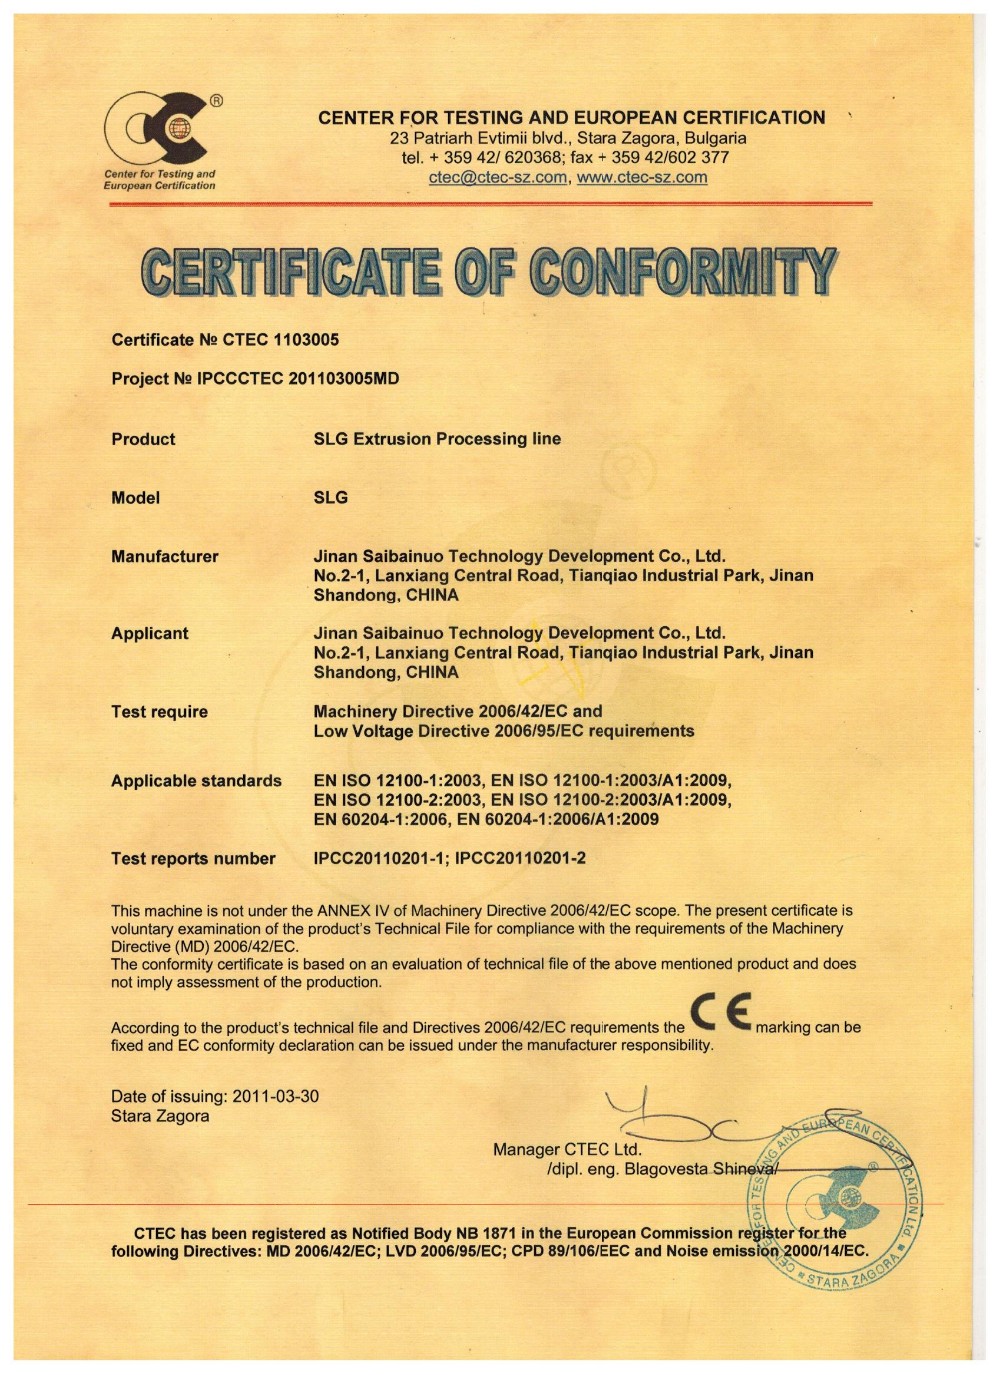 ®
Center for Testing and
European Certification
CENTER FOR TESTING AND EUROPEAN CERTIFICATION
23 Patriarh Evtimii blvd., Stara Zagora, Bulgaria
tel. + 359 42/ 620368; fax + 359 42/602 377
ctec@ctec-sz.com, www.ctec-sz.com
CERTIFICATE OF CONFORMITY
Certificate № CTEC 1103005
Project № IPCCCTEC 201103005MD
Product SLG Extrusion Processing line
Model SLG
Manufacturer Jinan Saibainuo Technology Development Co., Ltd.
No.2-1, Lanxiang Central Road, Tianqiao Industrial Park, Jinan
Shandong, CHINA
Applicant Jinan Saibainuo Technology Development Co., Ltd.
No.2-1, Lanxiang Central Road, Tianqiao Industrial Park, Jinan
Shandong, CHINA
Test require Machinery Directive 2006/42/EC and
Low Voltage Directive 2006/95/EC requirements
Applicable standards EN ISO 12100-1:2003, EN ISO 12100-1:2003/A1:2009,
EN ISO 12100-2:2003, EN ISO 12100-2:2003/A1:2009,
EN 60204-1:2006, EN 60204-1:2006/A1:2009
Test reports number IPCC20110201-1; IPCC20110201-2
This machine is not under the ANNEX IV of Machinery Directive 2006/42/EC scope. The present certificate is
voluntary examination of the product's Technical File for compliance with the requirements of the Machinery
Directive (MD) 2006/42/EC.
The conformity certificate is based on an evaluation of technical file of the above mentioned product and does
not imply assessment of the production.
According to the product's technical file and Directives 2006/42/EC requirements the CE marking can be
fixed and EC conformity declaration can be issued under the manufacturer responsibility.
Date of issuing: 2011-03-30
Stara Zagora
Manager CTEC Ltd.
/dipl. eng. Blagovesta Shineva/
CENTER FOR TESTING AND EUROPEAN CERTIFICATION Ltd.
STARA ZAGORA
®
CTEC has been registered as Notified Body NB 1871 in the European Commission register for the
following Directives: MD 2006/42/EC; LVD 2006/95/EC; CPD 89/106/EEC and Noise emission 2000/14/EC.